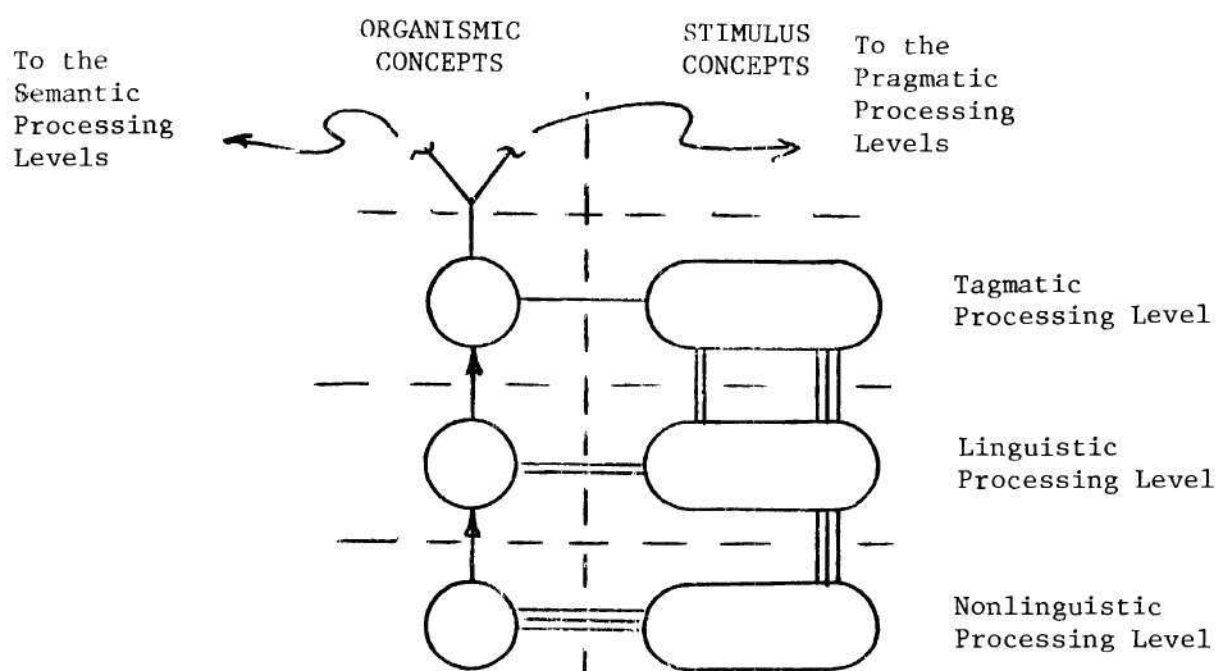 ORGANISMIC
CONCEPTS
STIMULUS
CONCEPTS
To the
Semantic
Processing
Levels
To the
Pragmatic
Processing
Levels
Tagmatic
Processing Level
Linguistic
Processing Level
Nonlinguistic
Processing Level